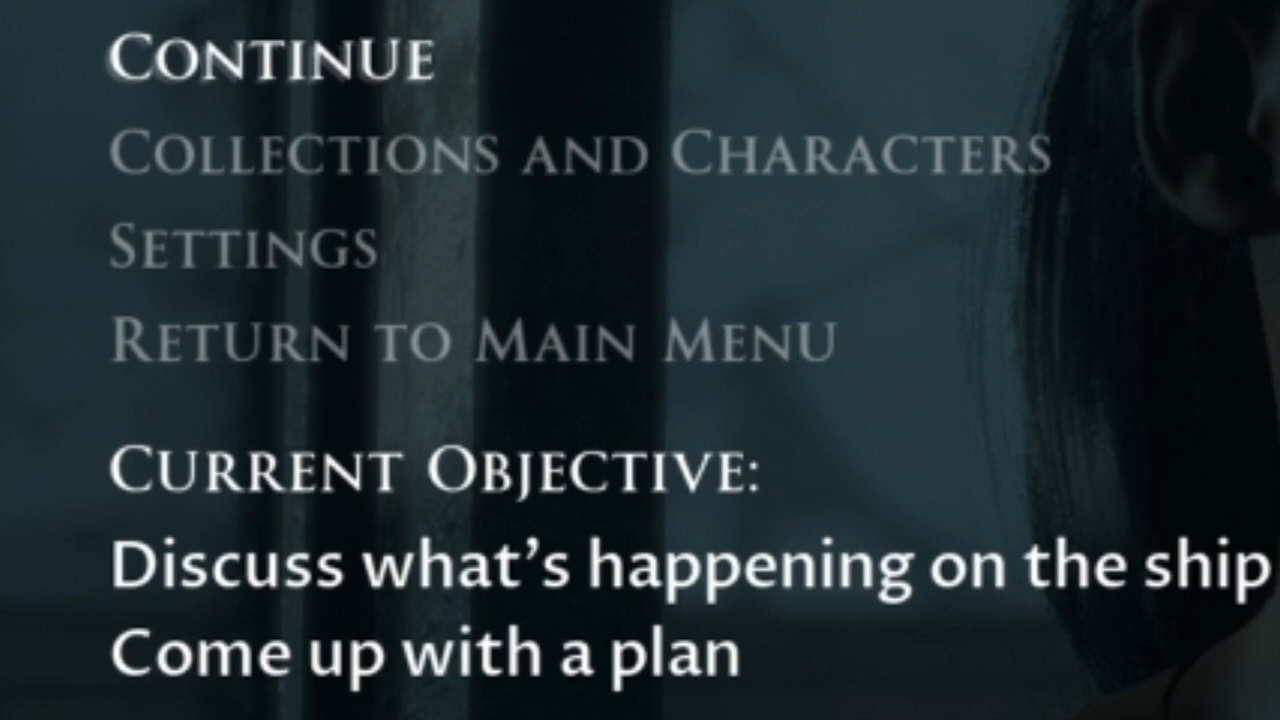 Continue
Collections and Characters
Settings
Return to Main Menu
Current Objective:
Discuss what's happening on the ship
Come up with a plan